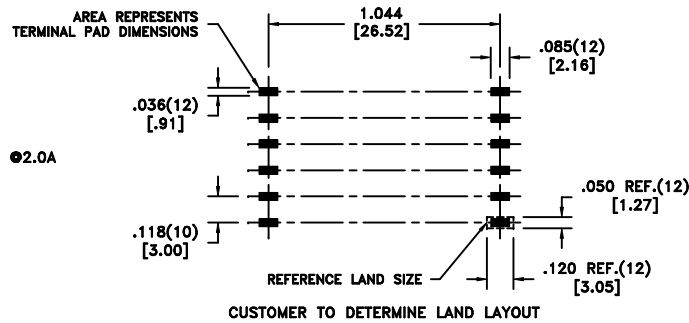 AREA REPRESENTS
TERMINAL PAD DIMENSIONS
1.044
[26.52]
.085(12)
[2.16]
.036(12)
[.91]
@2.0A
.050 REF.(12)
[1.27]
.118(10)
[3.00]
REFERENCE LAND SIZE
.120 REF.(12)
[3.05]
CUSTOMER TO DETERMINE LAND LAYOUT